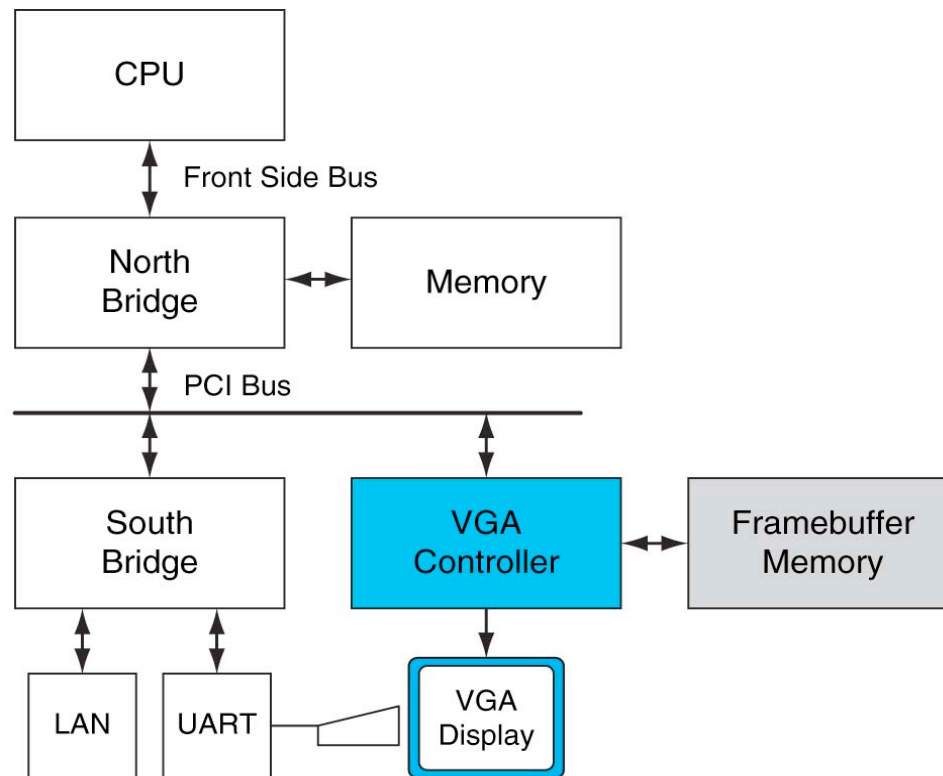 CPU
Front Side Bus
North
Bridge
Memory
PCI Bus
South
Bridge
VGA
Controller
Framebuffer
Memory
LAN
UART
VGA
Display